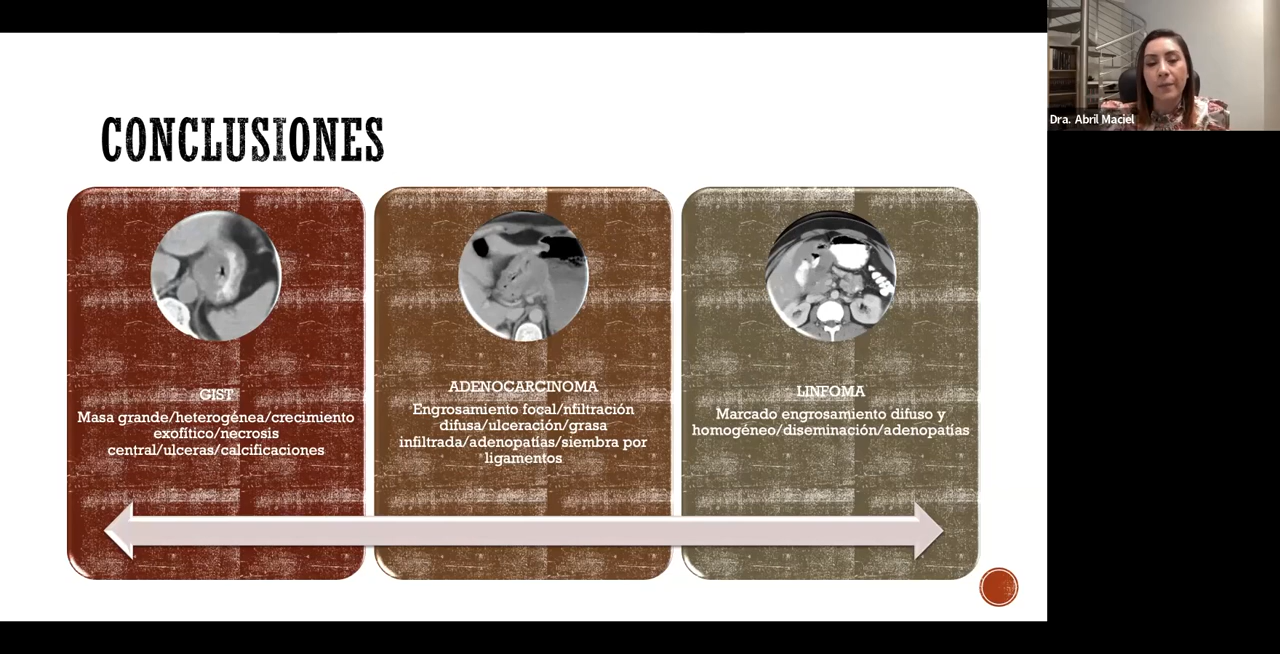 CONCLUSIONES
GIST
Masa grande/heterogénea/crecimiento
exofítico/necrosis
central/ulceras/calcificaciones
ADENOCARCINOMA
Engrosamiento focal/nfiltración
difusa/ulceración/grasa
infiltrada/adenopatías/siembra por
ligamentos
LINFOMA
Marcado engrosamiento difuso y
homogéneo/diseminación/adenopatías
Dra. Abril Maciel